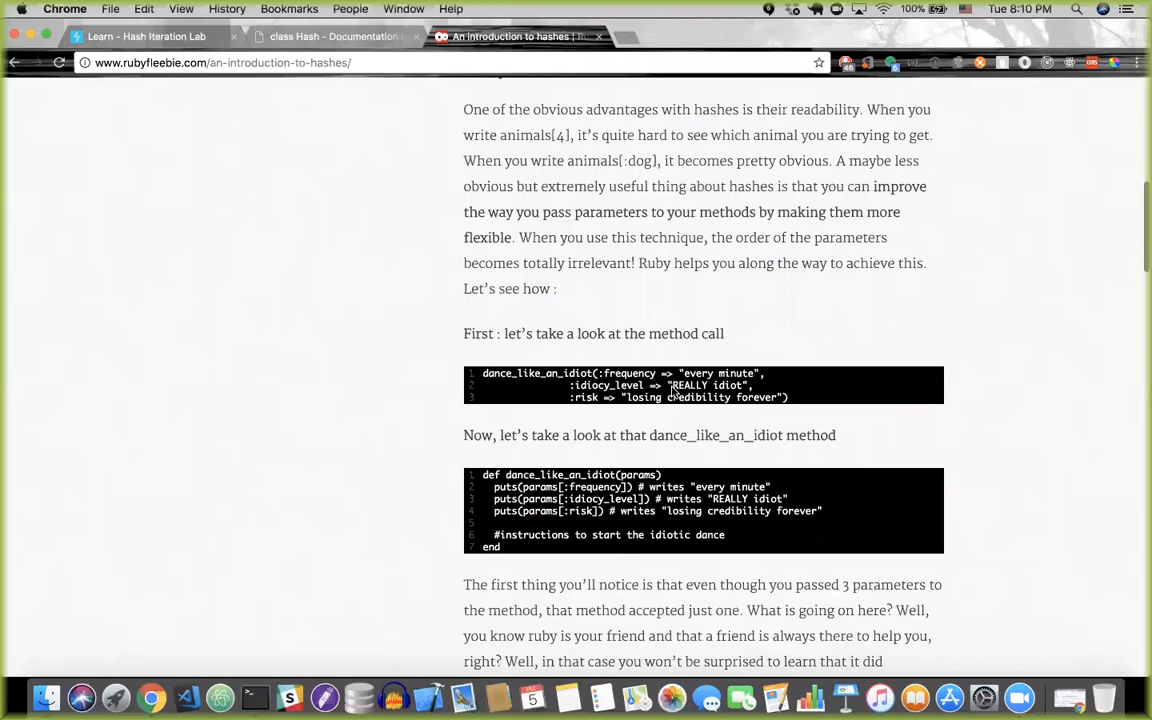 Chrome File Edit View History Bookmarks People Window Help 100% Tue 8:10 PM
Learn - Hash Iteration Lab × class Hash - Documentation × An introduction to hashes | ×
www.rubyfleebie.com/an-introduction-to-hashes/
One of the obvious advantages with hashes is their readability. When you
write animals[4], it's quite hard to see which animal you are trying to get.
When you write animals[:dog], it becomes pretty obvious. A maybe less
obvious but extremely useful thing about hashes is that you can improve
the way you pass parameters to your methods by making them more
flexible. When you use this technique, the order of the parameters
becomes totally irrelevant! Ruby helps you along the way to achieve this.
Let's see how :
First : let's take a look at the method call
1 dance_like_an_idiot(:frequency => "every minute",
2 :idiocy_level => "REALLY idiot",
3 :risk => "losing credibility forever")
Now, let's take a look at that dance_like_an_idiot method
1 def dance_like_an_idiot(params)
2 puts(params[:frequency]) # writes "every minute"
3 puts(params[:idiocy_level]) # writes "REALLY idiot"
4 puts(params[:risk]) # writes "losing credibility forever"
5
6 #instructions to start the idiotic dance
7 end
The first thing you'll notice is that even though you passed 3 parameters to
the method, that method accepted just one. What is going on here? Well,
you know ruby is your friend and that a friend is always there to help you,
right? Well, in that case you won't be surprised to learn that it did